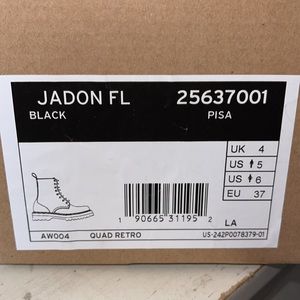 JADON FL 25637001
BLACK PISA
UK 4
US 5
US 6
EU 37
1 90665 31195 2
LA
AW004 QUAD RETRO US-242P0078379-01